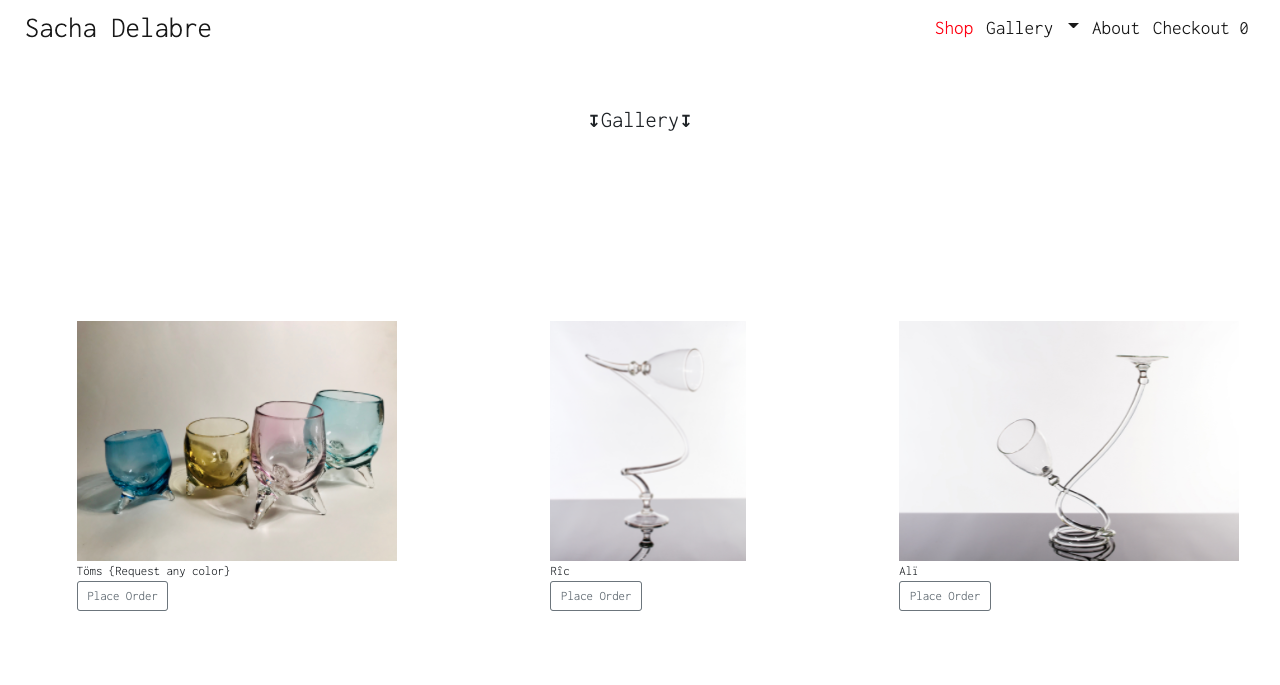 Sacha Delabre
Shop Gallery About Checkout 0
↧Gallery↧
Töms {Request any color}
Place Order
Rîc
Place Order
Alï
Place Order